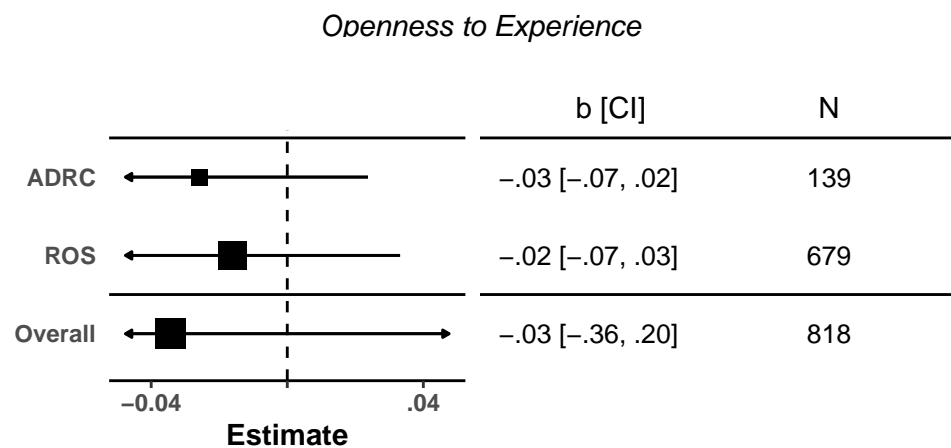 Openness to Experience
b [CI] N
ADRC −.03 [−.07, .02] 139
ROS −.02 [−.07, .03] 679
Overall −.03 [−.36, .20] 818
−0.04 .04
Estimate